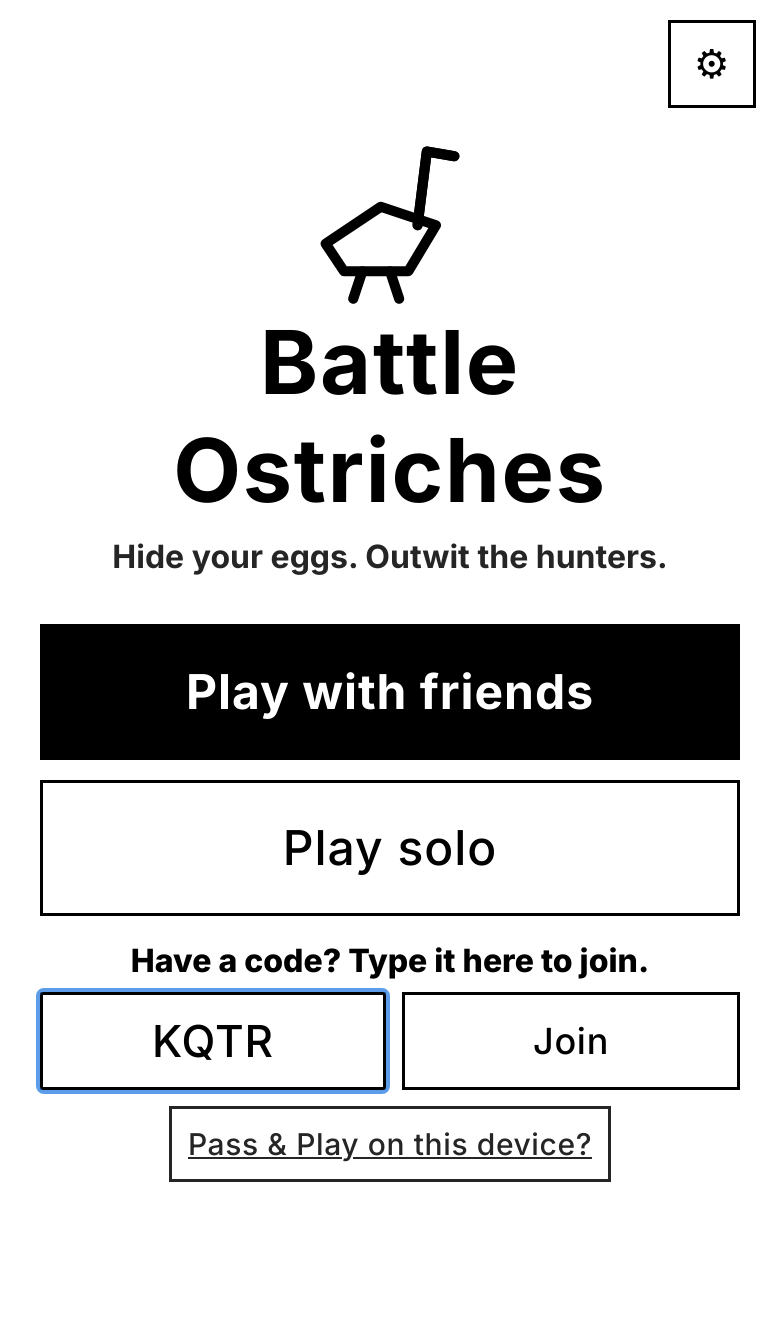 ⚙
Battle
Ostriches
Hide your eggs. Outwit the hunters.
Play with friends
Play solo
Have a code? Type it here to join.
KQTR
Join
Pass & Play on this device?